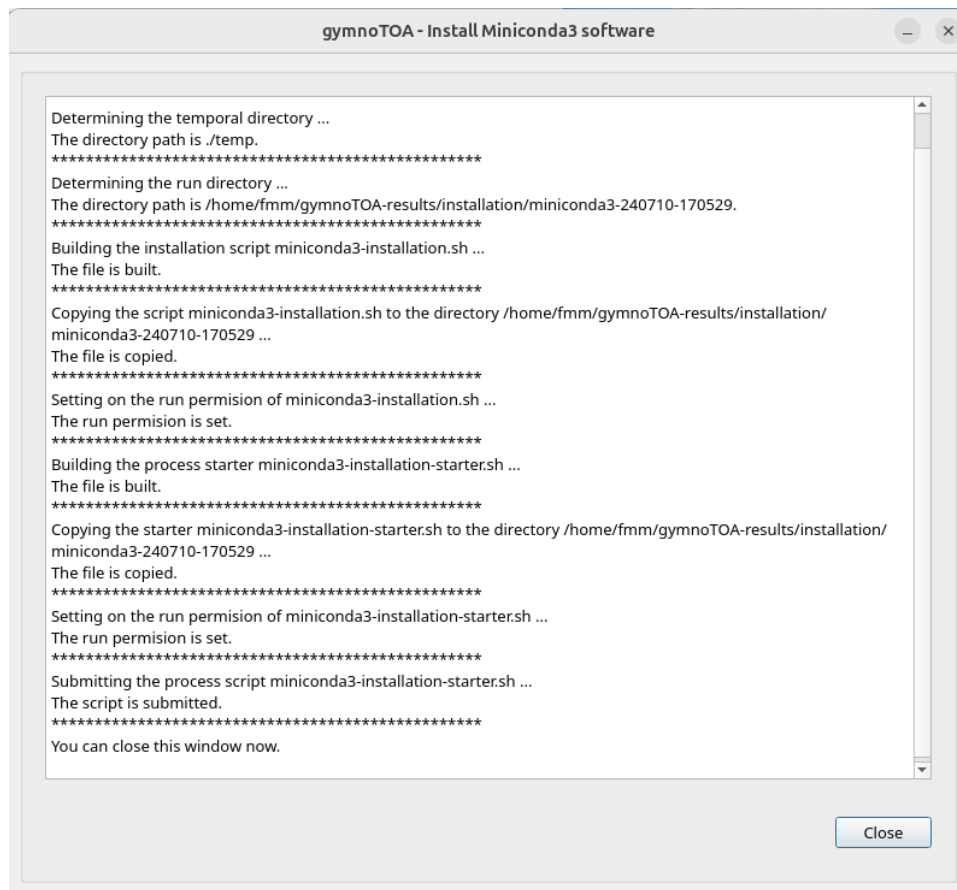 gymnoTOA - Install Miniconda3 software
Determining the temporal directory ...
The directory path is ./temp.
**************************************************
Determining the run directory ...
The directory path is /home/fmm/gymnoTOA-results/installation/miniconda3-240710-170529.
**************************************************
Building the installation script miniconda3-installation.sh ...
The file is built.
**************************************************
Copying the script miniconda3-installation.sh to the directory /home/fmm/gymnoTOA-results/installation/
miniconda3-240710-170529 ...
The file is copied.
**************************************************
Setting on the run permision of miniconda3-installation.sh ...
The run permision is set.
**************************************************
Building the process starter miniconda3-installation-starter.sh ...
The file is built.
**************************************************
Copying the starter miniconda3-installation-starter.sh to the directory /home/fmm/gymnoTOA-results/installation/
miniconda3-240710-170529 ...
The file is copied.
**************************************************
Setting on the run permision of miniconda3-installation-starter.sh ...
The run permision is set.
**************************************************
Submitting the process script miniconda3-installation-starter.sh ...
The script is submitted.
**************************************************
You can close this window now.
Close